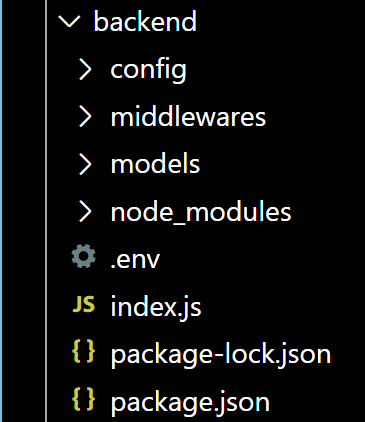 backend
config
middlewares
models
node_modules
.env
JS index.js
{} package-lock.json
{} package.json